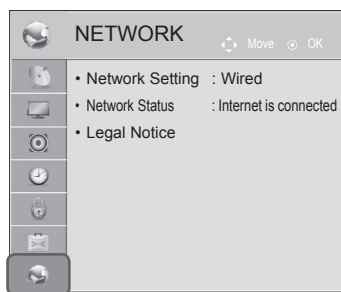 NETWORK
Move OK
• Network Setting : Wired
• Network Status : Internet is connected
• Legal Notice